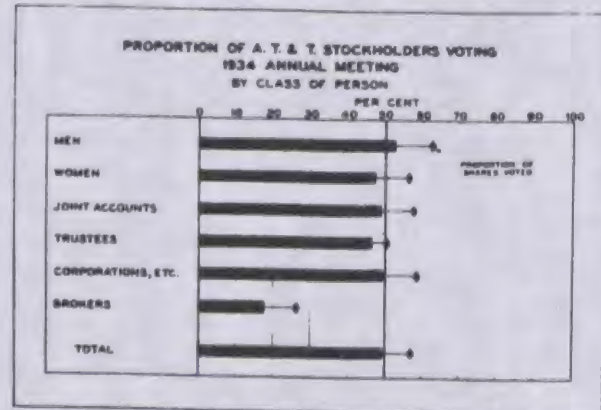 PROPORTION OF A. T. & T. STOCKHOLDERS VOTING
1934 ANNUAL MEETING
BY CLASS OF PERSON
PER CENT
0 10 20 30 40 50 60 70 80 90 100
MEN
WOMEN
JOINT ACCOUNTS
TRUSTEES
CORPORATIONS, ETC.
BROKERS
TOTAL
PROPORTION OF
SHARES VOTED